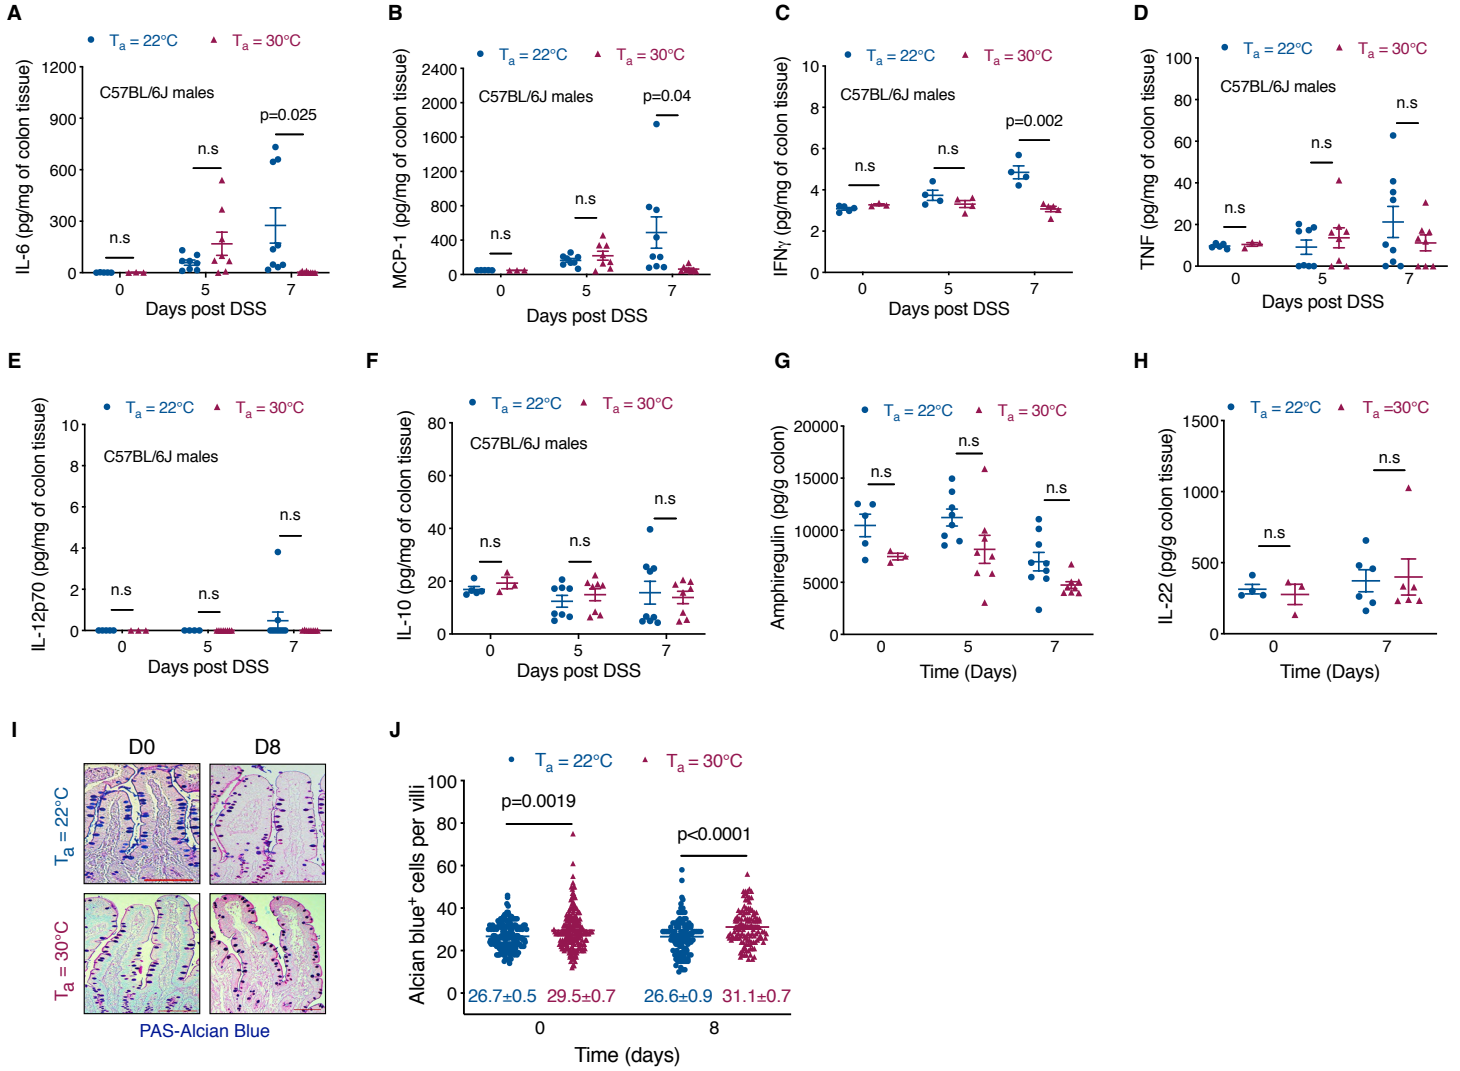 A
Ta = 22°C
Ta = 30°C
IL-6 (pg/mg of colon tissue)
1200
900
600
300
0
C57BL/6J males
n.s
n.s
p=0.025
0
5
7
Days post DSS
B
Ta = 22°C
Ta = 30°C
MCP-1 (pg/mg of colon tissue)
2400
2000
1600
1200
800
400
0
C57BL/6J males
n.s
n.s
p=0.04
0
5
7
Days post DSS
C
Ta = 22°C
Ta = 30°C
IFNγ (pg/mg of colon tissue)
10
8
6
4
2
0
C57BL/6J males
n.s
n.s
p=0.002
0
5
7
Days post DSS
D
Ta = 22°C
Ta = 30°C
TNF (pg/mg of colon tissue)
100
80
60
40
20
0
C57BL/6J males
n.s
n.s
n.s
0
5
7
Days post DSS
E
Ta = 22°C
Ta = 30°C
IL-12p70 (pg/mg of colon tissue)
10
8
6
4
2
0
C57BL/6J males
n.s
n.s
n.s
0
5
7
Days post DSS
F
Ta = 22°C
Ta = 30°C
IL-10 (pg/mg of colon tissue)
80
60
40
20
0
C57BL/6J males
n.s
n.s
n.s
0
5
7
Days post DSS
G
Ta = 22°C
Ta = 30°C
Amphiregulin (pg/g colon)
20000
15000
10000
5000
0
n.s
n.s
n.s
0
5
7
Time (Days)
H
Ta = 22°C
Ta =30°C
IL-22 (pg/g colon tissue)
1500
1000
500
0
n.s
n.s
0
7
Time (Days)
I
D0
D8
Ta = 22°C
Ta = 30°C
PAS-Alcian Blue
J
Ta = 22°C
Ta = 30°C
Alcian blue+ cells per villi
100
80
60
40
20
0
p=0.0019
p<0.0001
26.7±0.5
29.5±0.7
26.6±0.9
31.1±0.7
0
8
Time (days)